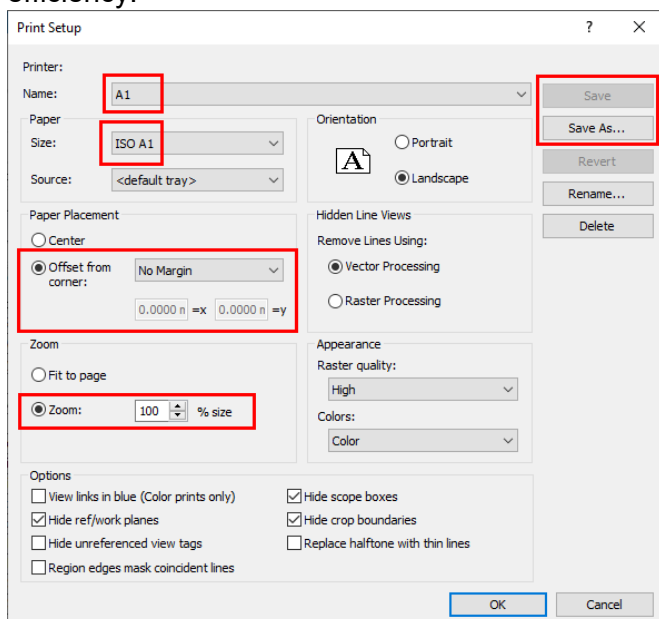 Print Setup ? ×
Printer:
Name: A1 Save
Paper Orientation Save As...
Size: ISO A1 A Portrait Revert
Source: <default tray> Landscape Rename...
Paper Placement Hidden Line Views Delete
Center Remove Lines Using:
Offset from corner: No Margin Vector Processing
0.0000 n =x 0.0000 n =y Raster Processing
Zoom Appearance
Fit to page Raster quality:
High
Zoom: 100 % size Colors:
Color
Options
View links in blue (Color prints only) Hide scope boxes
Hide ref/work planes Hide crop boundaries
Hide unreferenced view tags Replace halftone with thin lines
Region edges mask coincident lines
OK Cancel